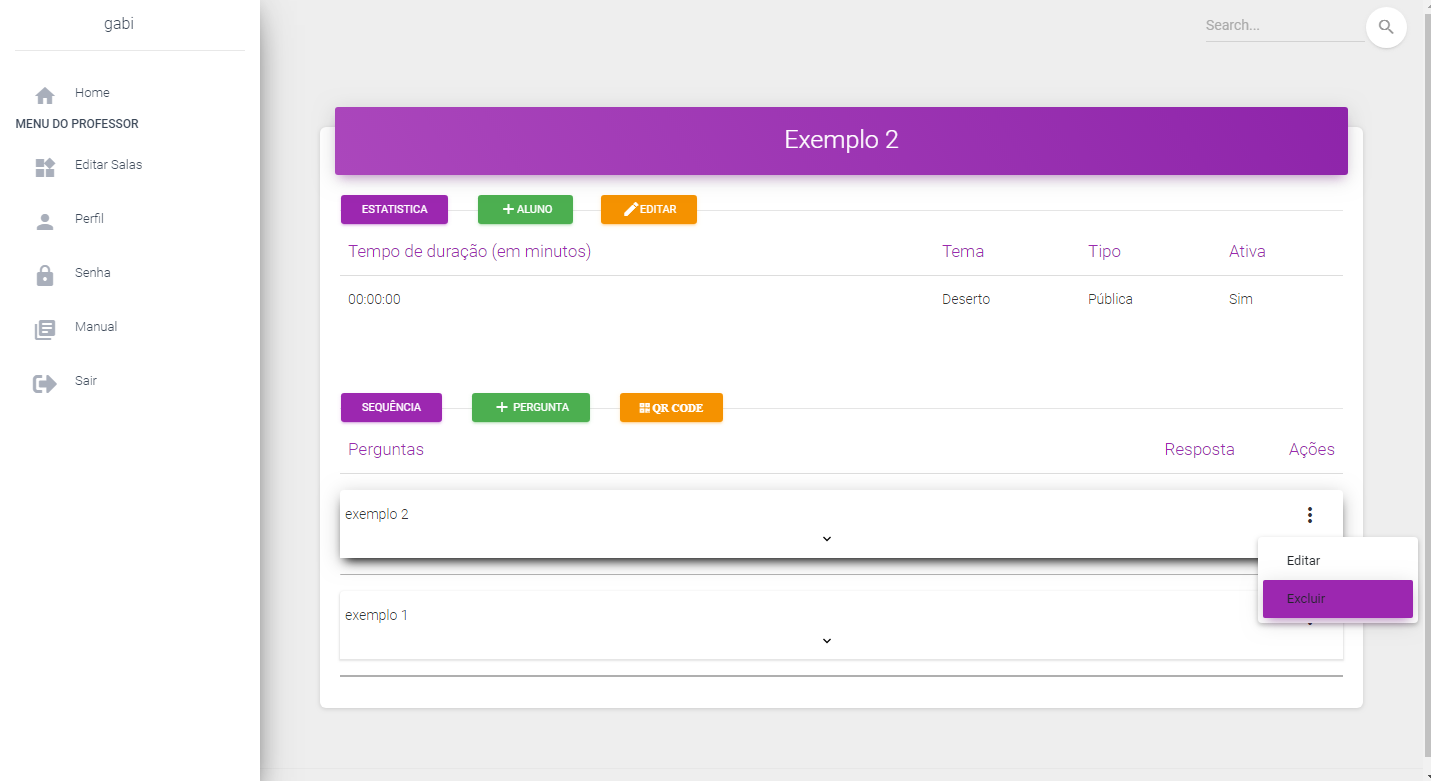 gabi
Search...
Home
MENU DO PROFESSOR
Editar Salas
Perfil
Senha
Manual
Sair
Exemplo 2
ESTATISTICA ALUNO EDITAR
Tempo de duração (em minutos) Tema Tipo Ativa
00:00:00 Deserto Pública Sim
SEQUÊNCIA PERGUNTA QR CODE
Perguntas Resposta Ações
exemplo 2
Editar
Excluir
exemplo 1